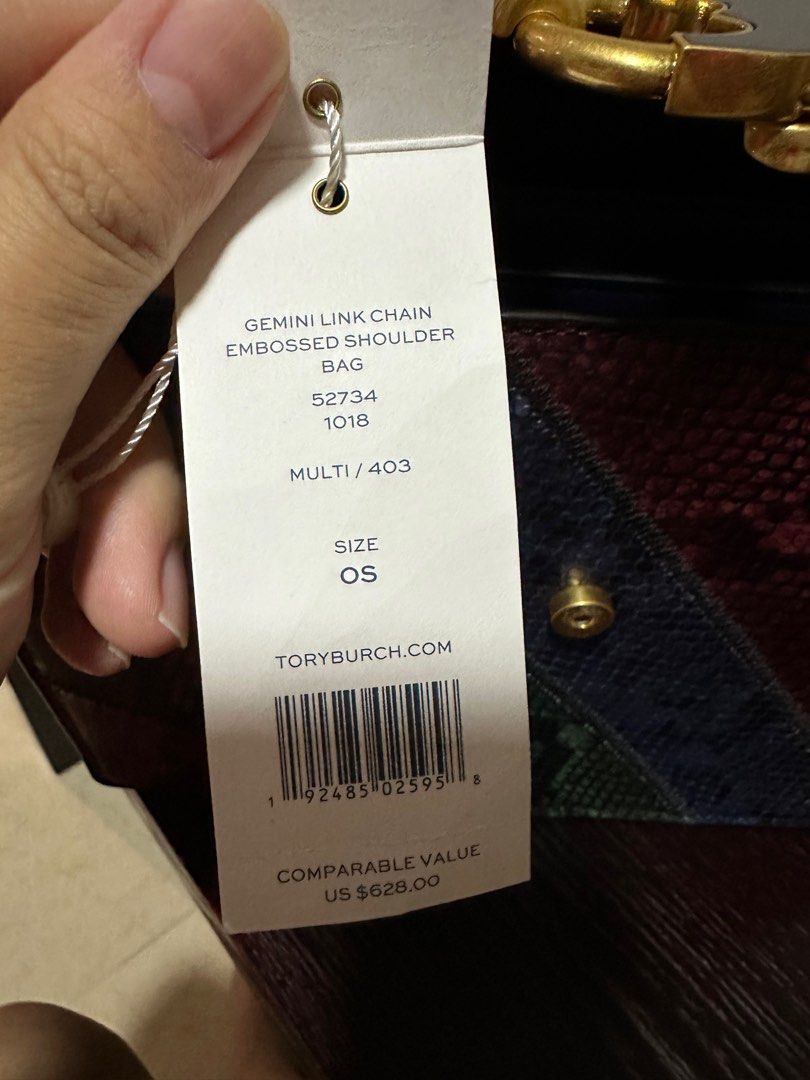 GEMINI LINK CHAIN
EMBOSSED SHOULDER
BAG
52734
1018
MULTI / 403
SIZE
OS
TORYBURCH.COM
1 92485 02595 8
COMPARABLE VALUE
US $628.00